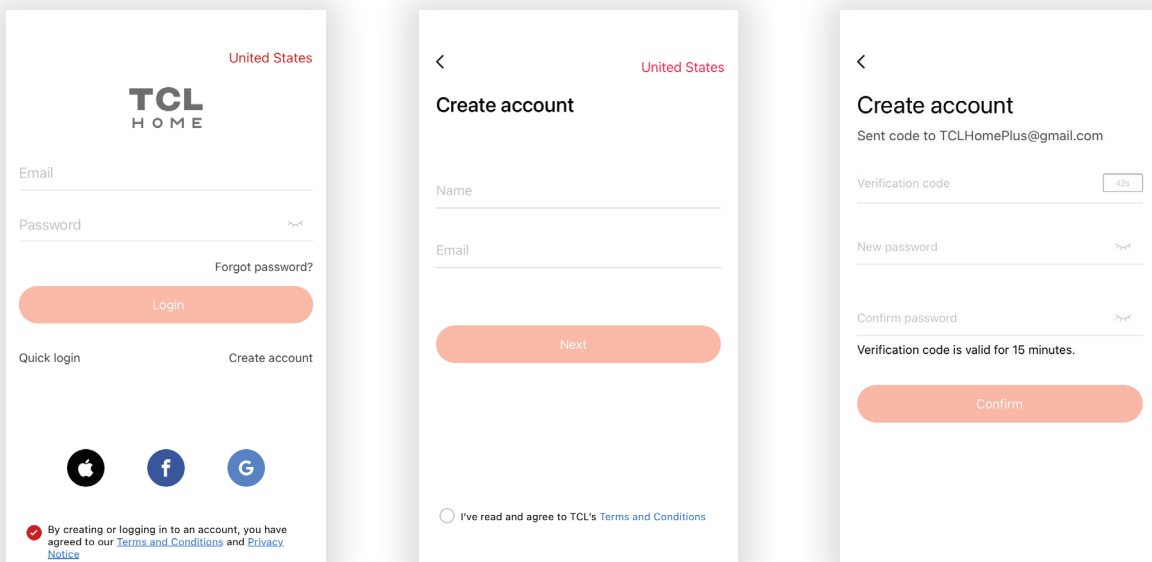 United States
TCL
HOME
Email
Password
Forgot password?
Login
Quick login
Create account
f
G
By creating or logging in to an account, you have
agreed to our Terms and Conditions and Privacy
Notice
United States
Create account
Name
Email
Next
I've read and agree to TCL's Terms and Conditions
Create account
Sent code to TCLHomePlus@gmail.com
Verification code
42s
New password
Confirm password
Verification code is valid for 15 minutes.
Confirm